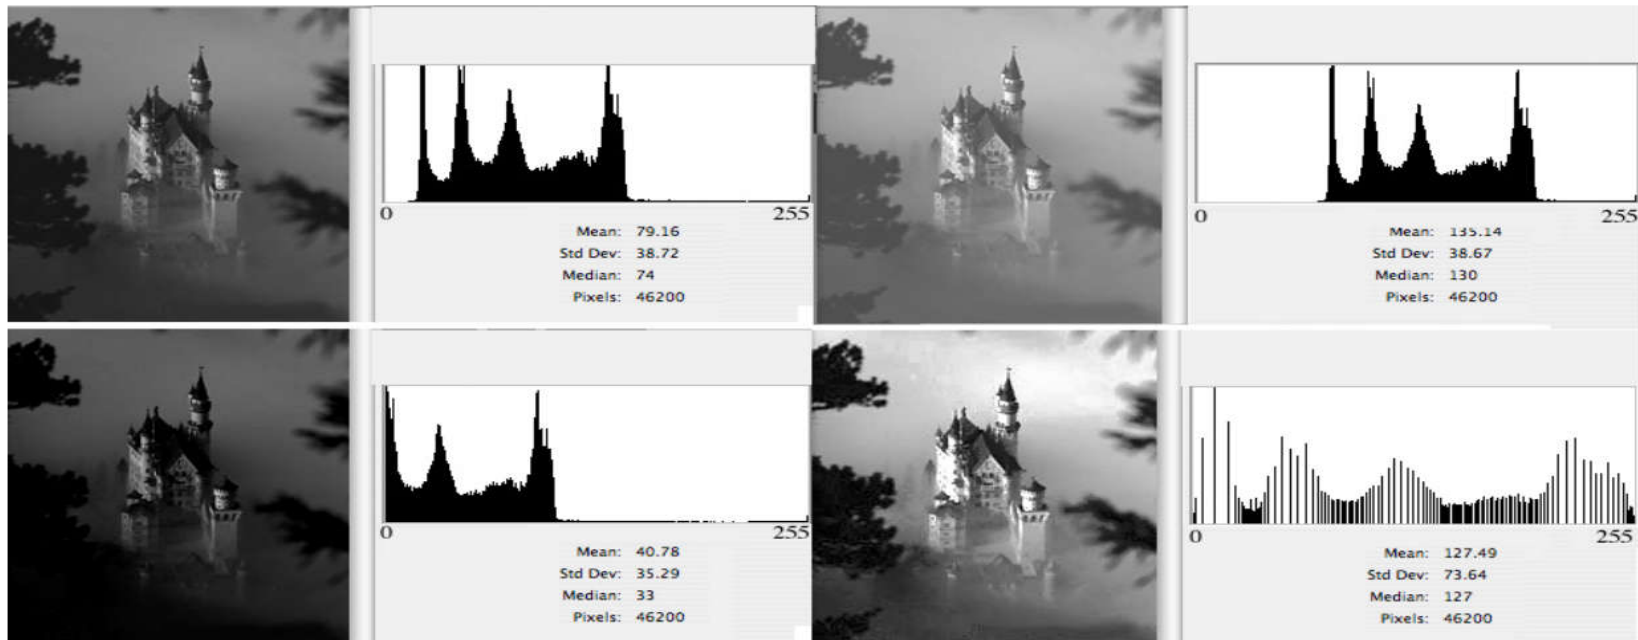 0 255
Mean: 79.16
Std Dev: 38.72
Median: 74
Pixels: 46200
0 255
Mean: 135.14
Std Dev: 38.67
Median: 130
Pixels: 46200
0 255
Mean: 40.78
Std Dev: 35.29
Median: 33
Pixels: 46200
0 255
Mean: 127.49
Std Dev: 73.64
Median: 127
Pixels: 46200